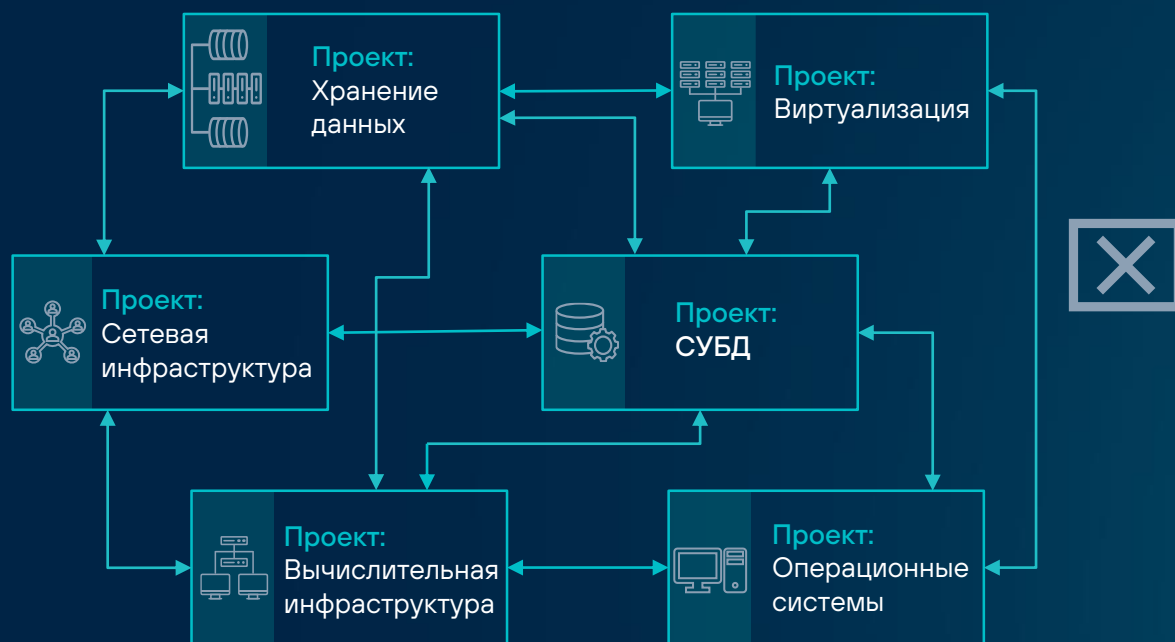 Проект:
Хранение
данных
Проект:
Виртуализация
Проект:
Сетевая
инфраструктура
Проект:
СУБД
Проект:
Вычислительная
инфраструктура
Проект:
Операционные
системы